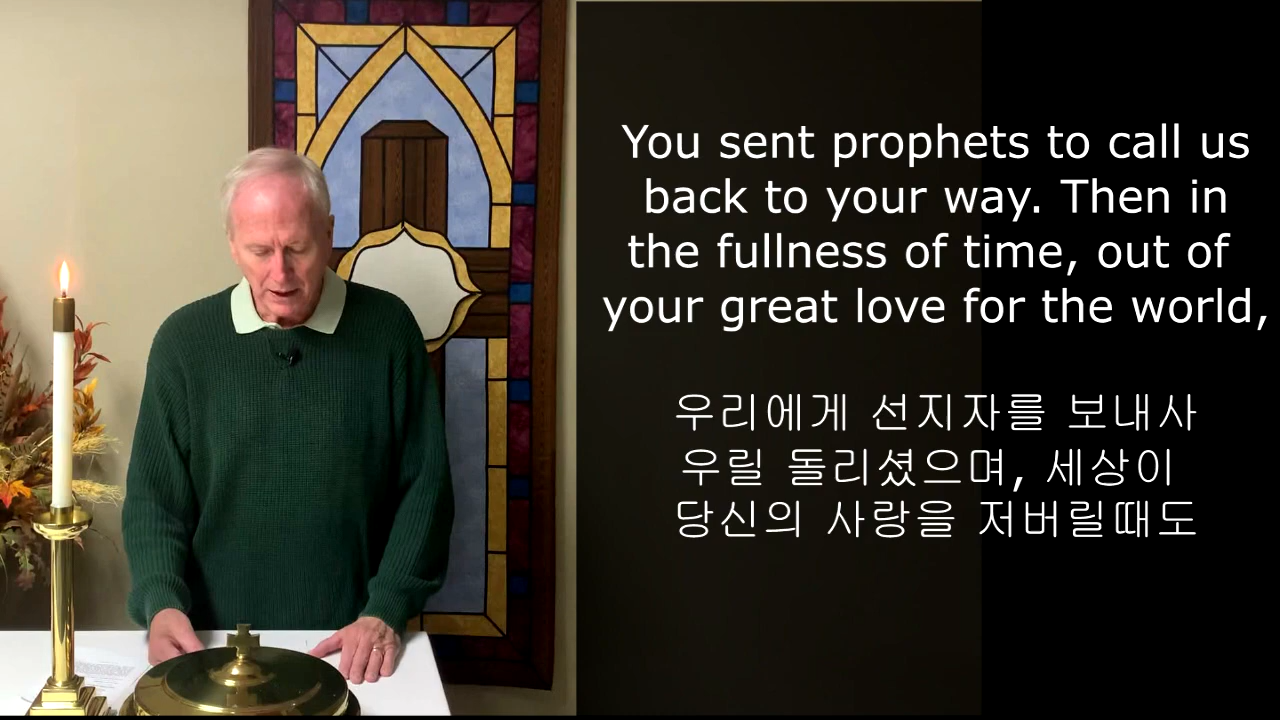 You sent prophets to call us
back to your way. Then in
the fullness of time, out of
your great love for the world,
우리에게 선지자를 보내사
우릴 돌리셨으며, 세상이
당신의 사랑을 저버릴때도